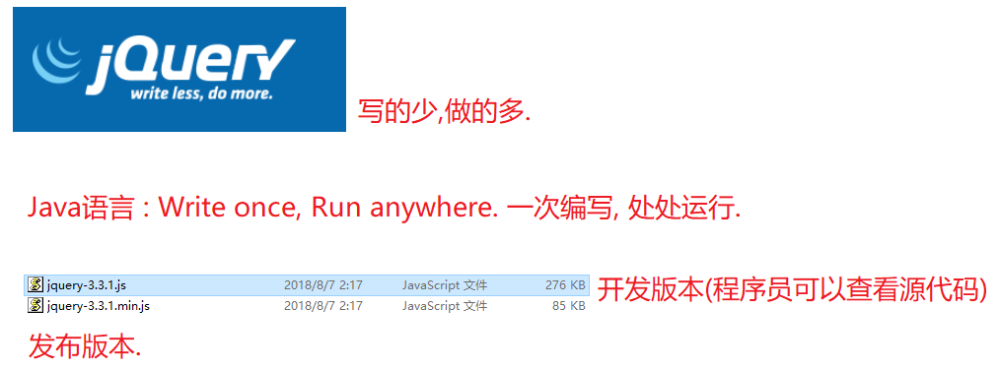 jQuery
write less, do more.
写的少,做的多.
Java语言 : Write once, Run anywhere. 一次编写, 处处运行.
jquery-3.3.1.js 2018/8/7 2:17 JavaScript 文件 276 KB 开发版本(程序员可以查看源代码)
jquery-3.3.1.min.js 2018/8/7 2:17 JavaScript 文件 85 KB
发布版本.